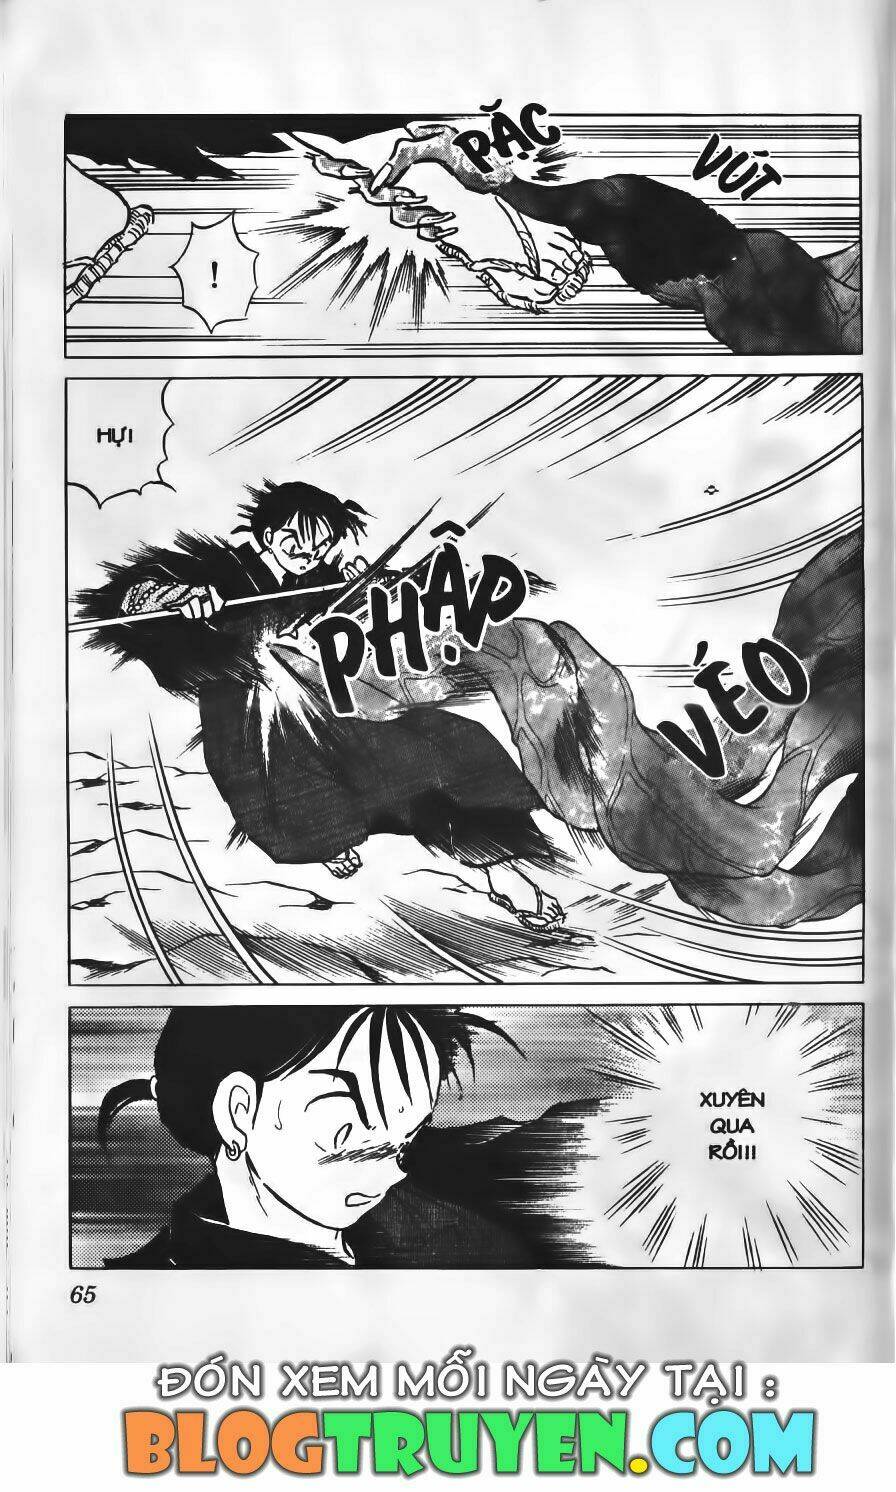 PẶC
VÚT
!
HỰ!
PHẬP
VÉO
XUYÊN
QUA
RỒI!!!
65
ĐÓN XEM MỖI NGÀY TẠI :
BLOGTRUYEN.COM